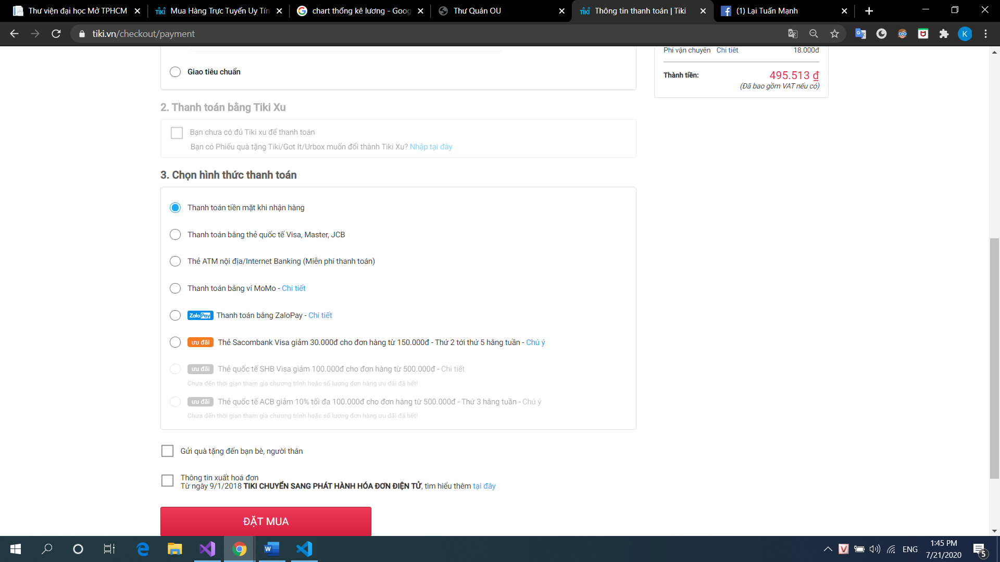 Thư viện đại học Mở TPHCM
TIKI Mua Hàng Trực Tuyến Uy Tín
chart thống kê lương - Goog
Thư Quán OU
TIKI Thông tin thanh toán | Tiki
(1) Lại Tuấn Mạnh
tiki.vn/checkout/payment
K
Phí vận chuyển Chi tiết 18.000đ
Giao tiêu chuẩn
Thành tiền: 495.513 ₫
(Đã bao gồm VAT nếu có)
2. Thanh toán bằng Tiki Xu
Bạn chưa có đủ Tiki xu để thanh toán
Bạn có Phiếu quà tặng Tiki/Got It/Urbox muốn đổi thành Tiki Xu? Nhập tại đây
3. Chọn hình thức thanh toán
Thanh toán tiền mặt khi nhận hàng
Thanh toán bằng thẻ quốc tế Visa, Master, JCB
Thẻ ATM nội địa/Internet Banking (Miễn phí thanh toán)
Thanh toán bằng ví MoMo - Chi tiết
Zalo Pay Thanh toán bằng ZaloPay - Chi tiết
ưu đãi Thẻ Sacombank Visa giảm 30.000đ cho đơn hàng từ 150.000đ - Thứ 2 tới thứ 5 hằng tuần - Chú ý
ưu đãi Thẻ quốc tế SHB Visa giảm 100.000đ cho đơn hàng từ 500.000đ - Chi tiết
Chưa đến thời gian tham gia chương trình hoặc số lượng đơn hàng ưu đãi đã hết!
ưu đãi Thẻ quốc tế ACB giảm 10% tối đa 100.000đ cho đơn hàng từ 500.000đ - Thứ 3 hằng tuần - Chú ý
Chưa đến thời gian tham gia chương trình hoặc số lượng đơn hàng ưu đãi đã hết!
Gửi quà tặng đến bạn bè, người thân
Thông tin xuất hoá đơn
Từ ngày 9/1/2018 TIKI CHUYỂN SANG PHÁT HÀNH HÓA ĐƠN ĐIỆN TỬ, tìm hiểu thêm tại đây
ĐẶT MUA
ENG
1:45 PM
7/21/2020
5